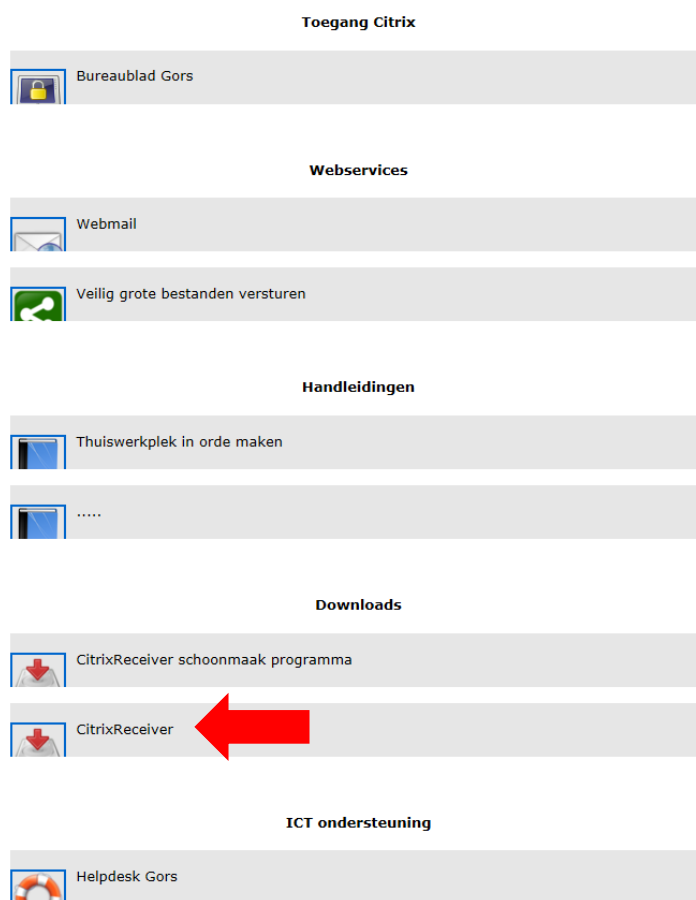 Toegang Citrix
Bureaublad Gors
Webservices
Webmail
Veilig grote bestanden versturen
Handleidingen
Thuiswerkplek in orde maken
.....
Downloads
CitrixReceiver schoonmaak programma
CitrixReceiver
ICT ondersteuning
Helpdesk Gors